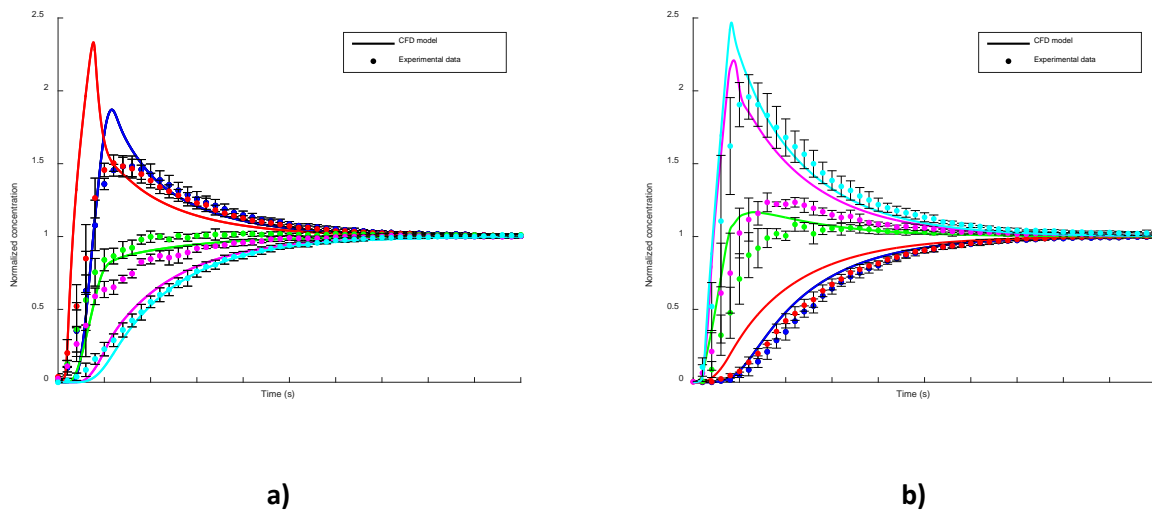 2.5
2
1.5
1
0.5
0
Normalized concentration
Time (s)
CFD model
Experimental data
a)
2.5
2
1.5
1
0.5
0
Normalized concentration
Time (s)
CFD model
Experimental data
b)